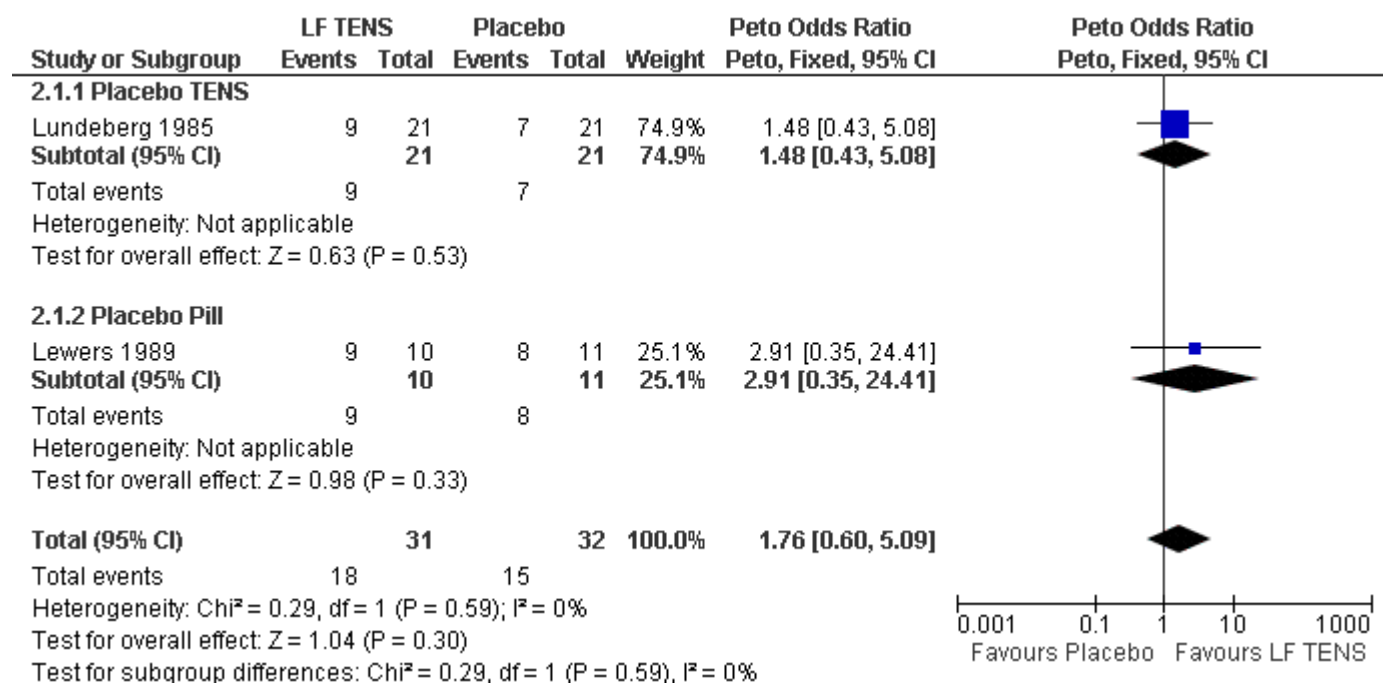 LF TENS Placebo Peto Odds Ratio Peto Odds Ratio
Study or Subgroup Events Total Events Total Weight Peto, Fixed, 95% CI Peto, Fixed, 95% CI
2.1.1 Placebo TENS
Lundeberg 1985 9 21 7 21 74.9% 1.48 [0.43, 5.08]
Subtotal (95% CI) 21 21 74.9% 1.48 [0.43, 5.08]
Total events 9 7
Heterogeneity: Not applicable
Test for overall effect: Z = 0.63 (P = 0.53)
2.1.2 Placebo Pill
Lewers 1989 9 10 8 11 25.1% 2.91 [0.35, 24.41]
Subtotal (95% CI) 10 11 25.1% 2.91 [0.35, 24.41]
Total events 9 8
Heterogeneity: Not applicable
Test for overall effect: Z = 0.98 (P = 0.33)
Total (95% CI) 31 32 100.0% 1.76 [0.60, 5.09]
Total events 18 15
Heterogeneity: Chi² = 0.29, df = 1 (P = 0.59); I² = 0%
Test for overall effect: Z = 1.04 (P = 0.30)
Test for subgroup differences: Chi² = 0.29, df = 1 (P = 0.59), I² = 0%
0.001 0.1 1 10 1000
Favours Placebo Favours LF TENS